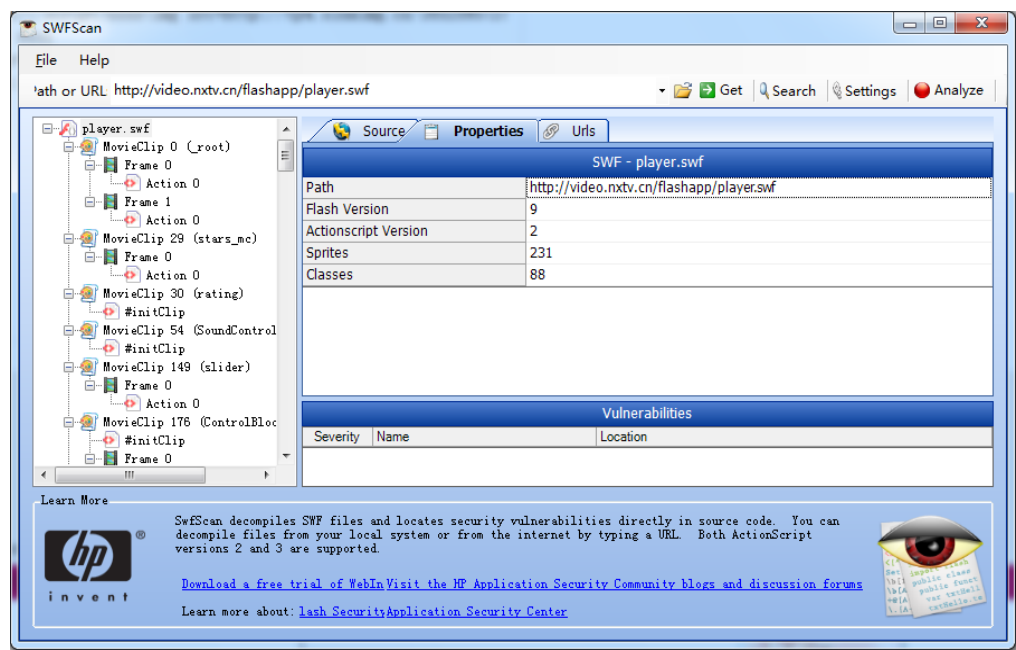 SWFScan
File Help
Path or URL http://video.nxtv.cn/flashapp/player.swf Get Search Settings Analyze
player.swf
MovieClip 0 (_root)
Frame 0
Action 0
Frame 1
Action 0
MovieClip 29 (stars_mc)
Frame 0
Action 0
MovieClip 30 (rating)
#initClip
MovieClip 54 (SoundControl
#initClip
MovieClip 149 (slider)
Frame 0
Action 0
MovieClip 176 (ControlBloc
#initClip
Frame 0
Source Properties Urls
SWF - player.swf
Path http://video.nxtv.cn/flashapp/player.swf
Flash Version 9
Actionscript Version 2
Sprites 231
Classes 88
Vulnerabilities
Severity Name Location
Learn More
hp
®
invent
SwfScan decompiles SWF files and locates security vulnerabilities directly in source code. You can
decompile files from your local system or from the internet by typing a URL. Both ActionScript
versions 2 and 3 are supported.
Download a free trial of WebIn Visit the HP Application Security Community blogs and discussion forums
Learn more about: lash Security Application Security Center